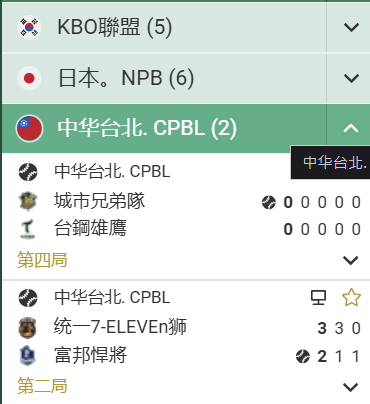 KBO聯盟 (5)
日本。NPB (6)
中华台北. CPBL (2)
中华台北.
中华台北. CPBL
城市兄弟隊 0 0 0 0 0
台鋼雄鷹 0 0 0 0 0
第四局
中华台北. CPBL
统一7-ELEVEn狮 3 3 0
富邦悍將 2 1 1
第二局